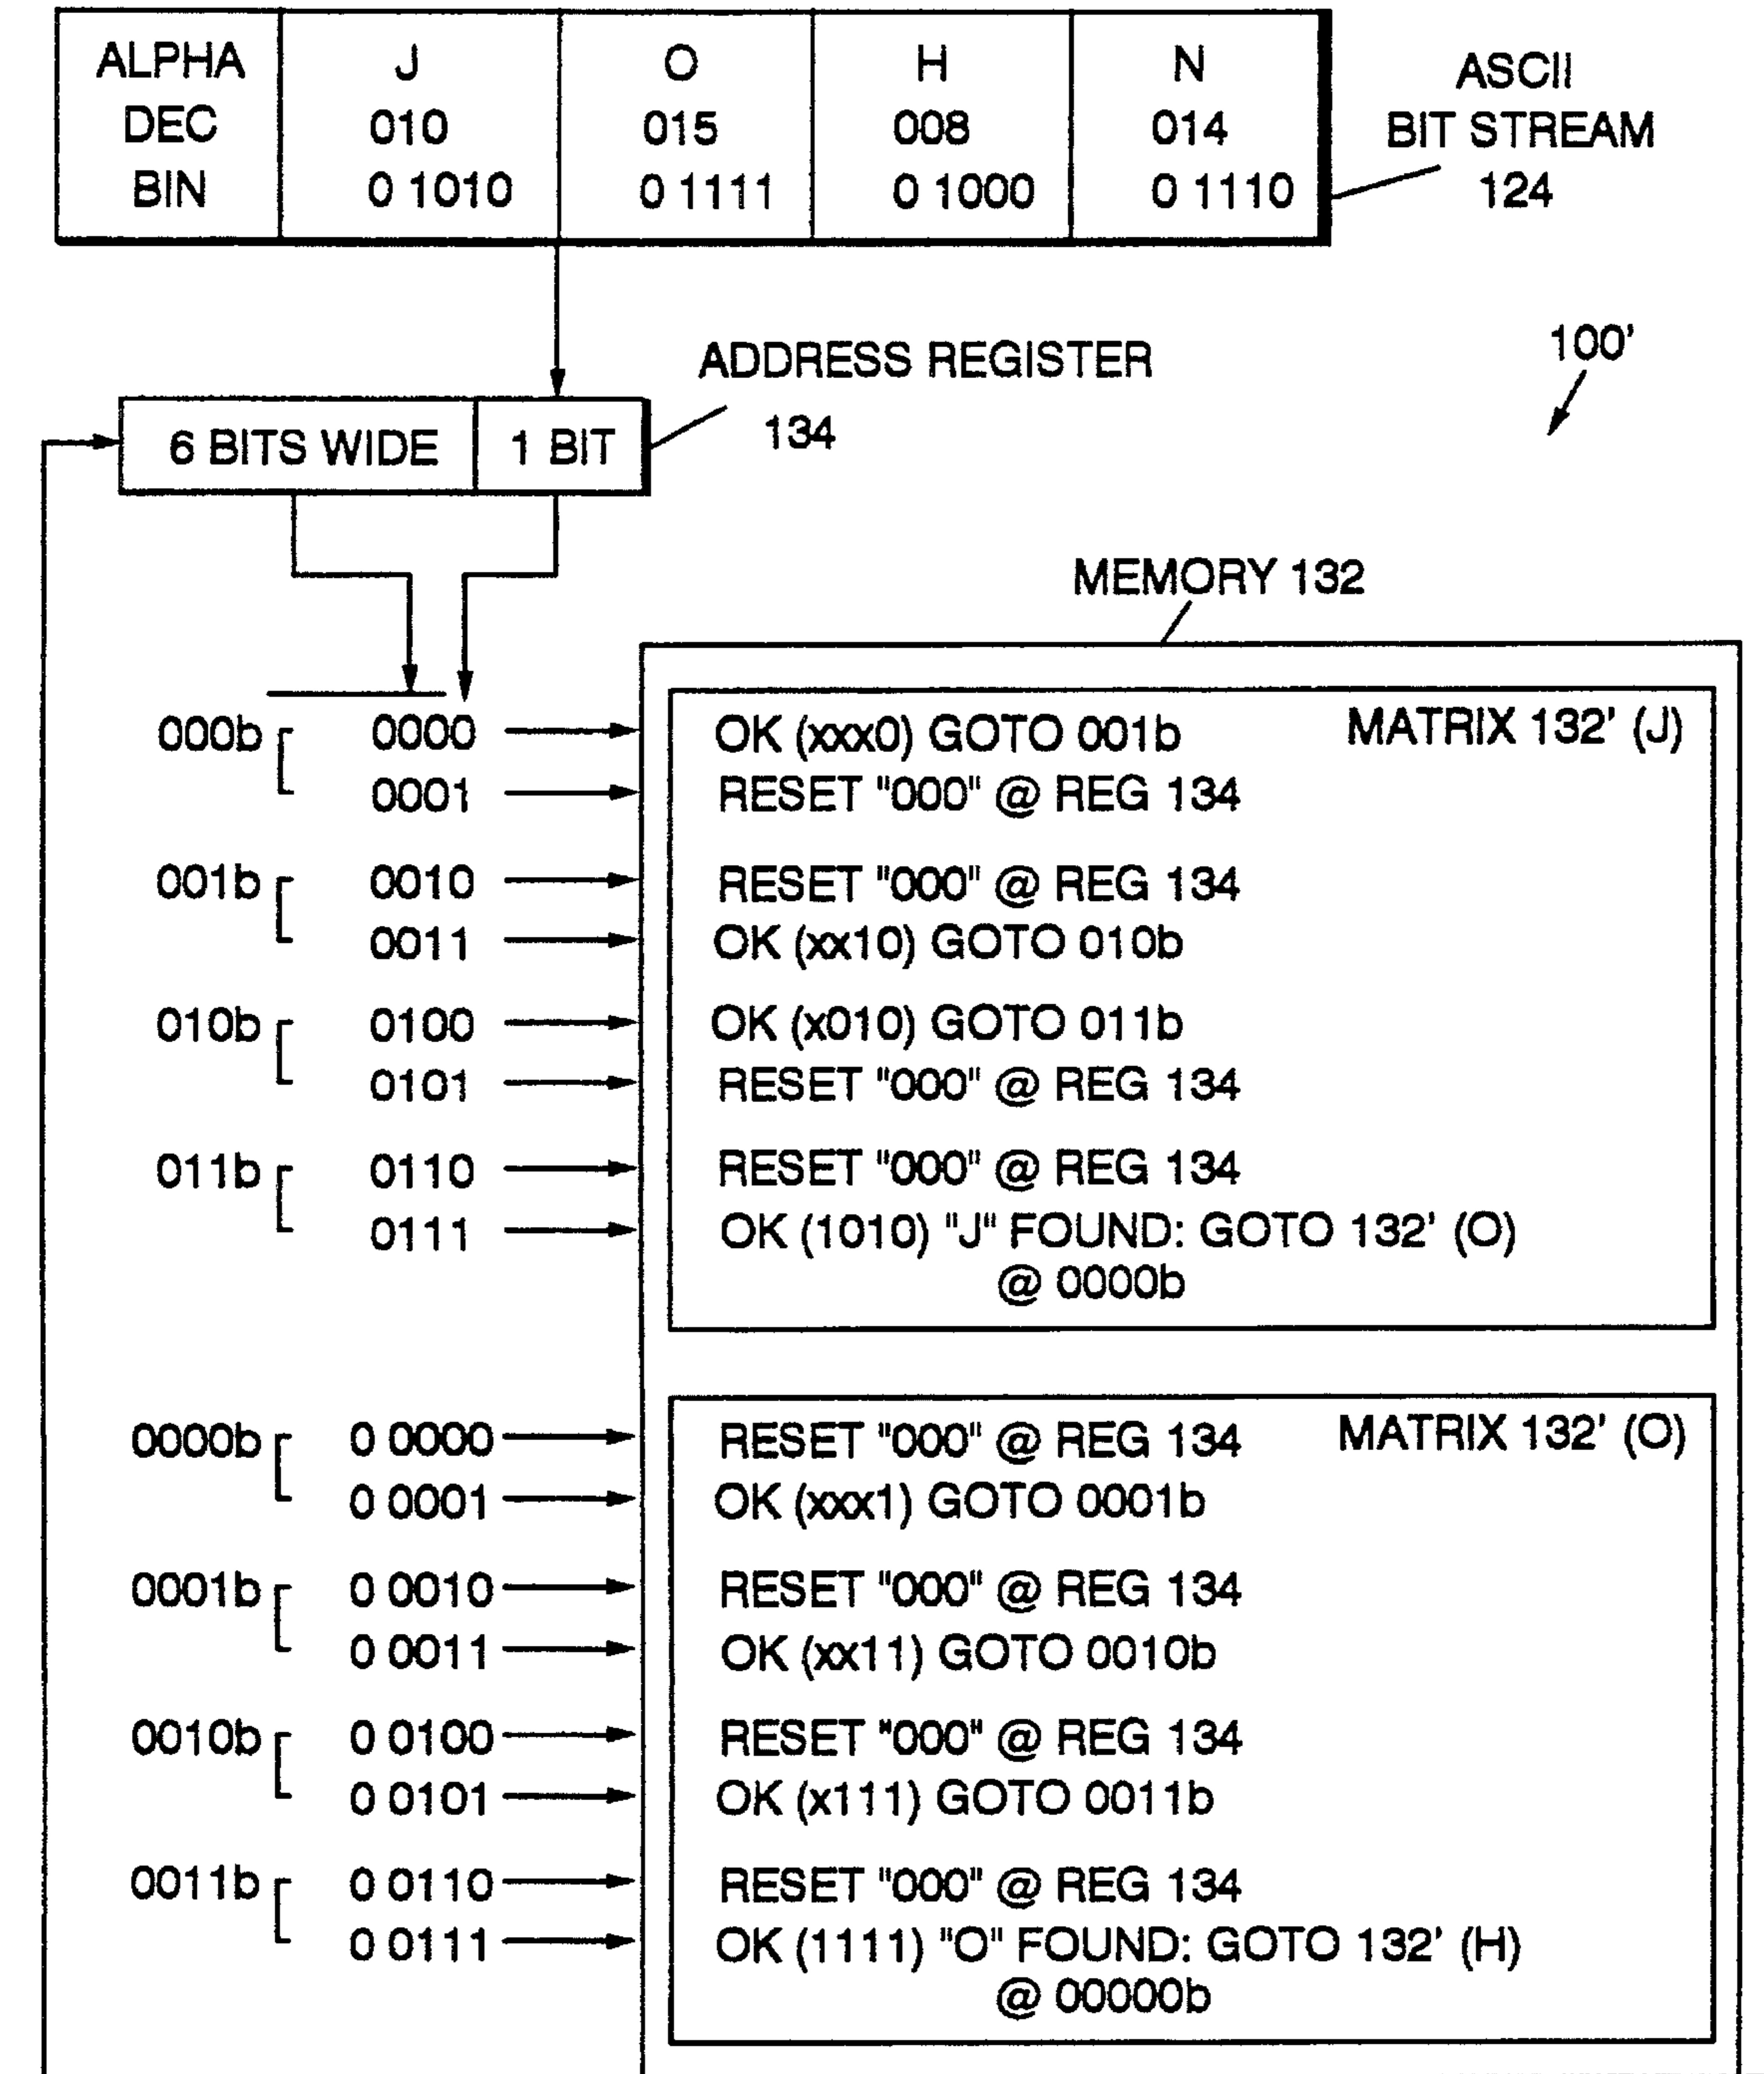 ALPHA J O H N
DEC 010 015 008 014
BIN 0 1010 0 1111 0 1000 0 1110
ASCII
BIT STREAM
124
ADDRESS REGISTER
134
100'
6 BITS WIDE 1 BIT
MEMORY 132
MATRIX 132' (J)
000b 0000 OK (xxx0) GOTO 001b
0001 RESET "000" @ REG 134
001b 0010 RESET "000" @ REG 134
0011 OK (xx10) GOTO 010b
010b 0100 OK (x010) GOTO 011b
0101 RESET "000" @ REG 134
011b 0110 RESET "000" @ REG 134
0111 OK (1010) "J" FOUND: GOTO 132' (O)
@ 0000b
MATRIX 132' (O)
0000b 0 0000 RESET "000" @ REG 134
0 0001 OK (xxx1) GOTO 0001b
0001b 0 0010 RESET "000" @ REG 134
0 0011 OK (xx11) GOTO 0010b
0010b 0 0100 RESET "000" @ REG 134
0 0101 OK (x111) GOTO 0011b
0011b 0 0110 RESET "000" @ REG 134
0 0111 OK (1111) "O" FOUND: GOTO 132' (H)
@ 00000b